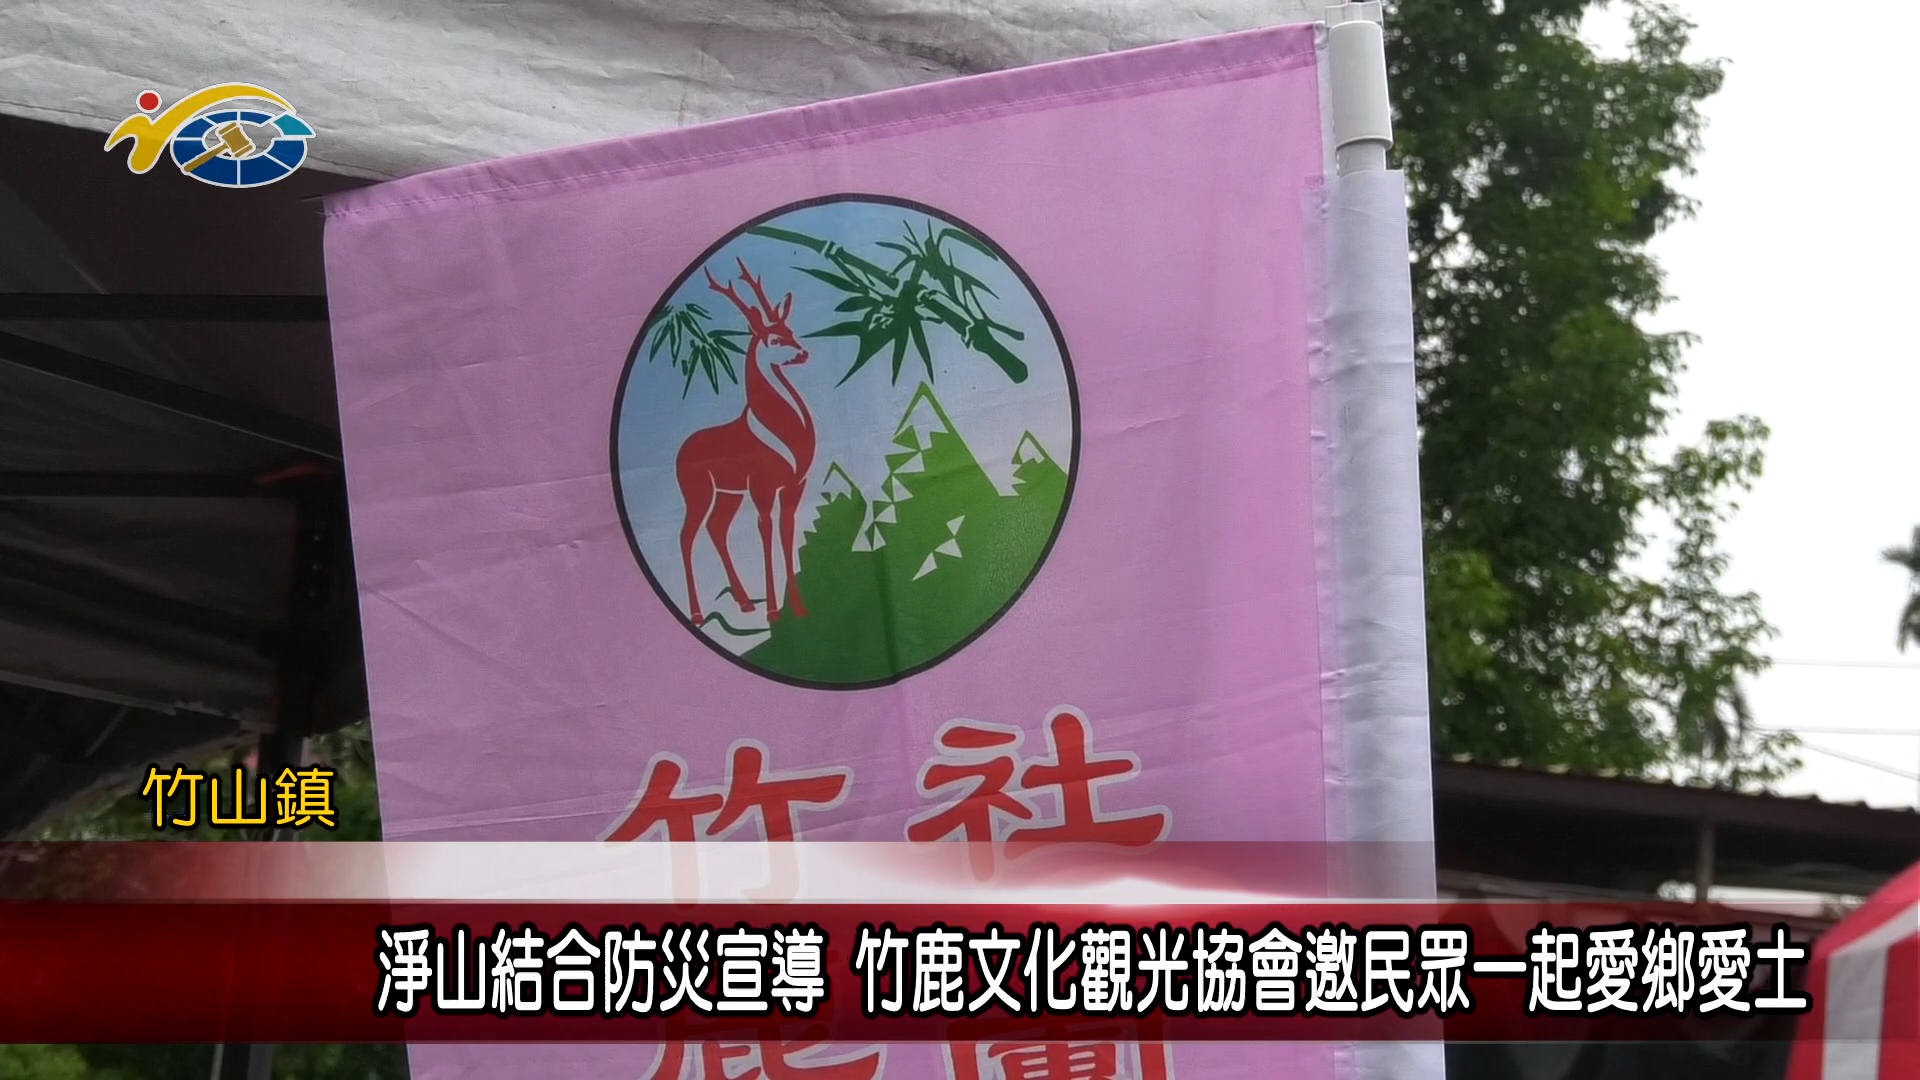 社
竹
竹山鎮
淨山結合防災宣導 竹鹿文化觀光協會邀民眾一起愛鄉愛土